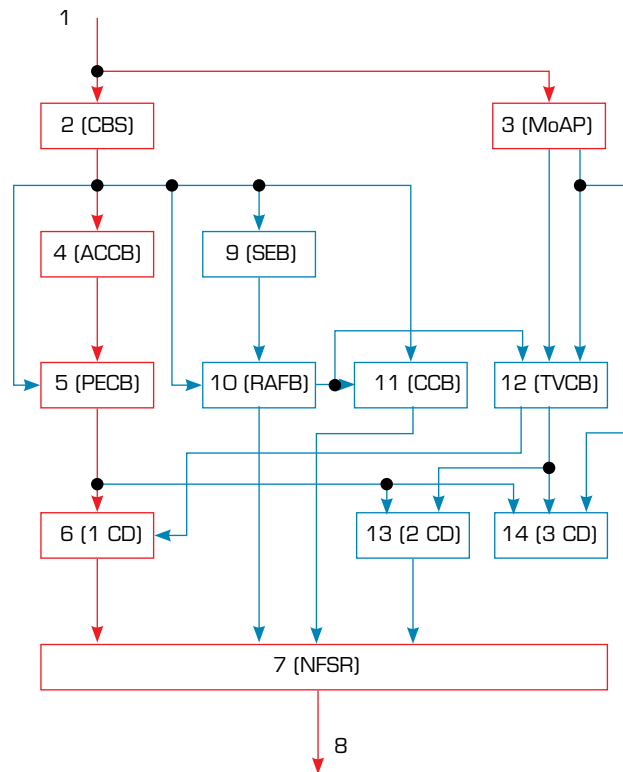 1
2 (CBS)
3 (MoAP)
4 (ACCB)
9 (SEB)
5 (PECB)
10 (RAFB)
11 (CCB)
12 (TVCB)
6 (1 CD)
13 (2 CD)
14 (3 CD)
7 (NFSR)
8